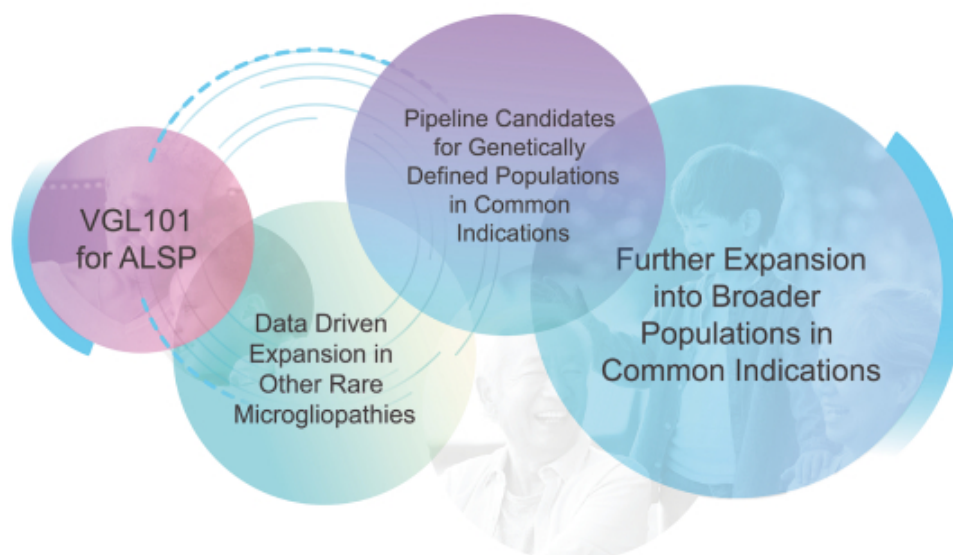 VGL101
for ALSP
Data Driven
Expansion in
Other Rare
Microgliopathies
Pipeline Candidates
for Genetically
Defined Populations
in Common
Indications
Further Expansion
into Broader
Populations in
Common Indications